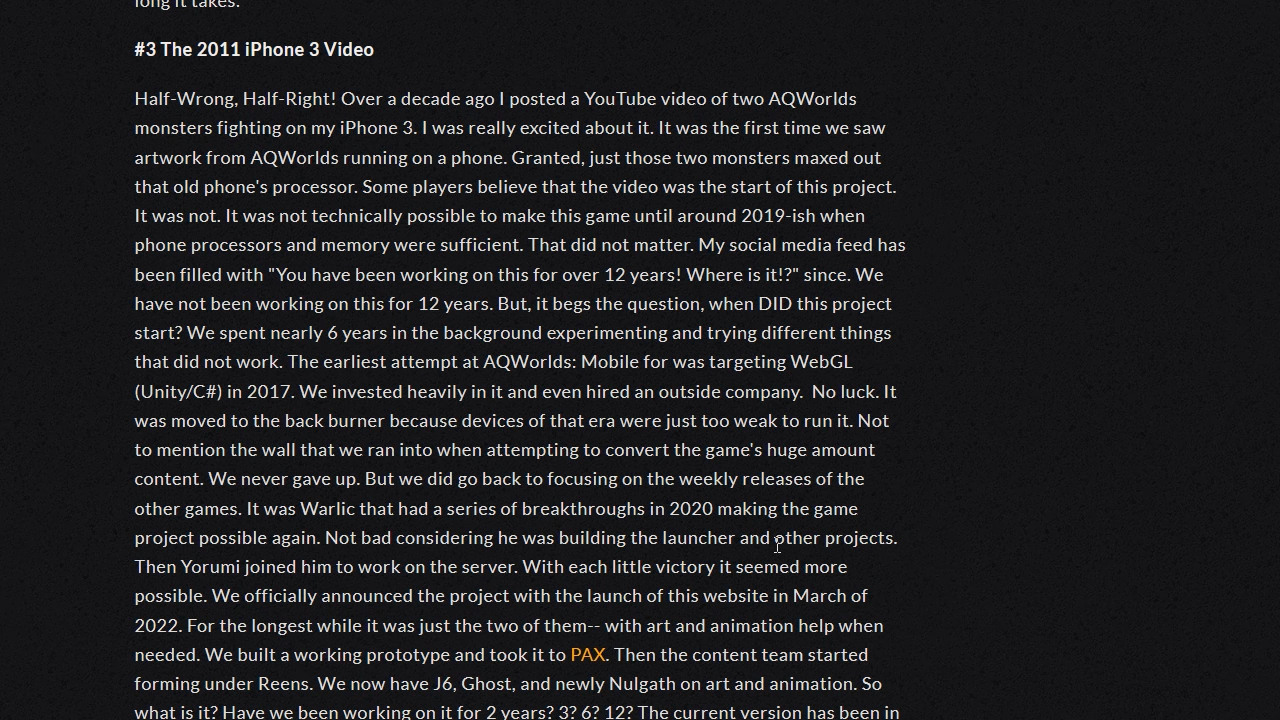 long it takes.
#3 The 2011 iPhone 3 Video
Half-Wrong, Half-Right! Over a decade ago I posted a YouTube video of two AQWorlds
monsters fighting on my iPhone 3. I was really excited about it. It was the first time we saw
artwork from AQWorlds running on a phone. Granted, just those two monsters maxed out
that old phone's processor. Some players believe that the video was the start of this project.
It was not. It was not technically possible to make this game until around 2019-ish when
phone processors and memory were sufficient. That did not matter. My social media feed has
been filled with "You have been working on this for over 12 years! Where is it!?" since. We
have not been working on this for 12 years. But, it begs the question, when DID this project
start? We spent nearly 6 years in the background experimenting and trying different things
that did not work. The earliest attempt at AQWorlds: Mobile for was targeting WebGL
(Unity/C#) in 2017. We invested heavily in it and even hired an outside company.  No luck. It
was moved to the back burner because devices of that era were just too weak to run it. Not
to mention the wall that we ran into when attempting to convert the game's huge amount
content. We never gave up. But we did go back to focusing on the weekly releases of the
other games. It was Warlic that had a series of breakthroughs in 2020 making the game
project possible again. Not bad considering he was building the launcher and other projects.
Then Yorumi joined him to work on the server. With each little victory it seemed more
possible. We officially announced the project with the launch of this website in March of
2022. For the longest while it was just the two of them-- with art and animation help when
needed. We built a working prototype and took it to PAX. Then the content team started
forming under Reens. We now have J6, Ghost, and newly Nulgath on art and animation. So
what is it? Have we been working on it for 2 years? 3? 6? 12? The current version has been in